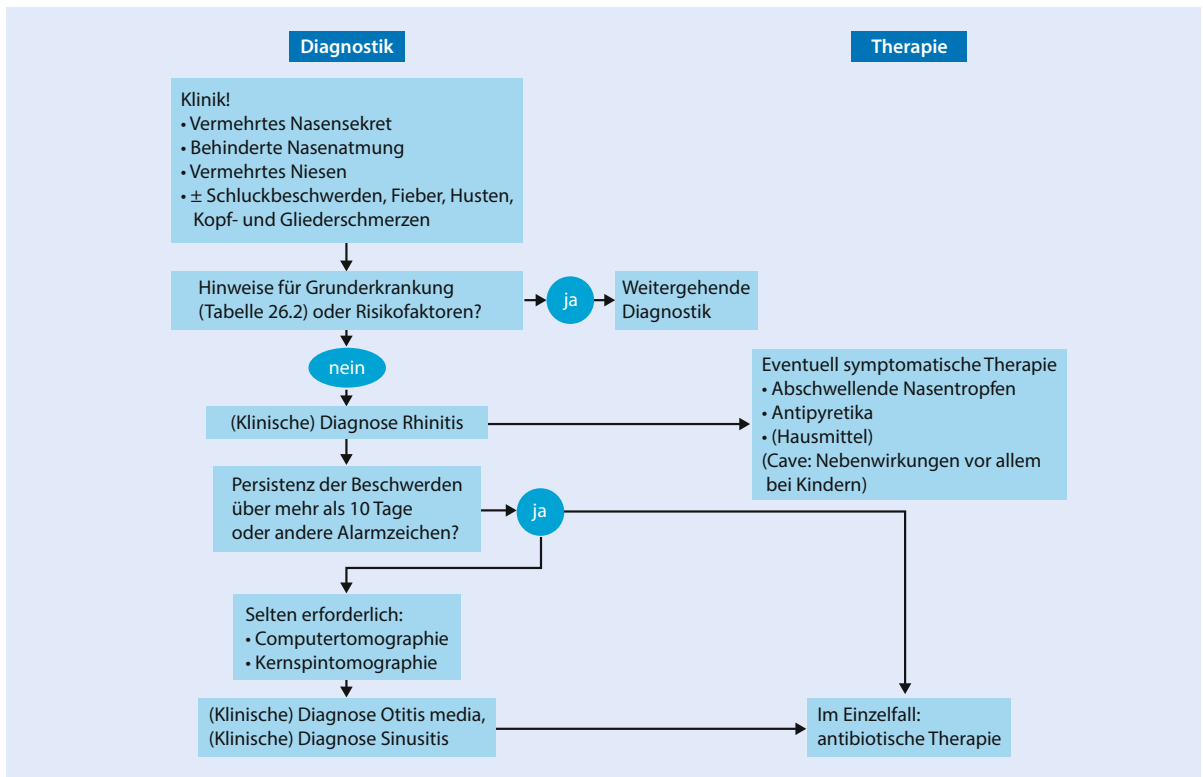 Diagnostik
Therapie
Klinik!
• Vermehrtes Nasensekret
• Behinderte Nasenatmung
• Vermehrtes Niesen
• ± Schluckbeschwerden, Fieber, Husten,
Kopf- und Gliederschmerzen
Hinweise für Grunderkrankung
(Tabelle 26.2) oder Risikofaktoren?
ja
Weitergehende
Diagnostik
nein
(Klinische) Diagnose Rhinitis
Eventuell symptomatische Therapie
• Abschwellende Nasentropfen
• Antipyretika
• (Hausmittel)
(Cave: Nebenwirkungen vor allem
bei Kindern)
Persistenz der Beschwerden
über mehr als 10 Tage
oder andere Alarmzeichen?
ja
Selten erforderlich:
• Computertomographie
• Kernspintomographie
(Klinische) Diagnose Otitis media,
(Klinische) Diagnose Sinusitis
Im Einzelfall:
antibiotische Therapie